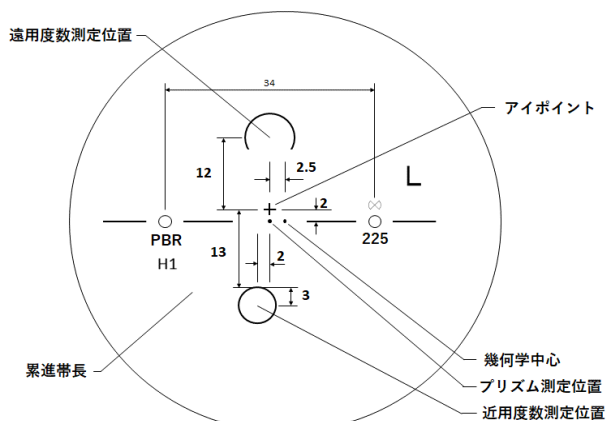 遠用度数測定位置
34
アイポイント
12
2.5
L
2
PBR
225
H1
13
2
3
幾何学中心
累進帯長
プリズム測定位置
近用度数測定位置